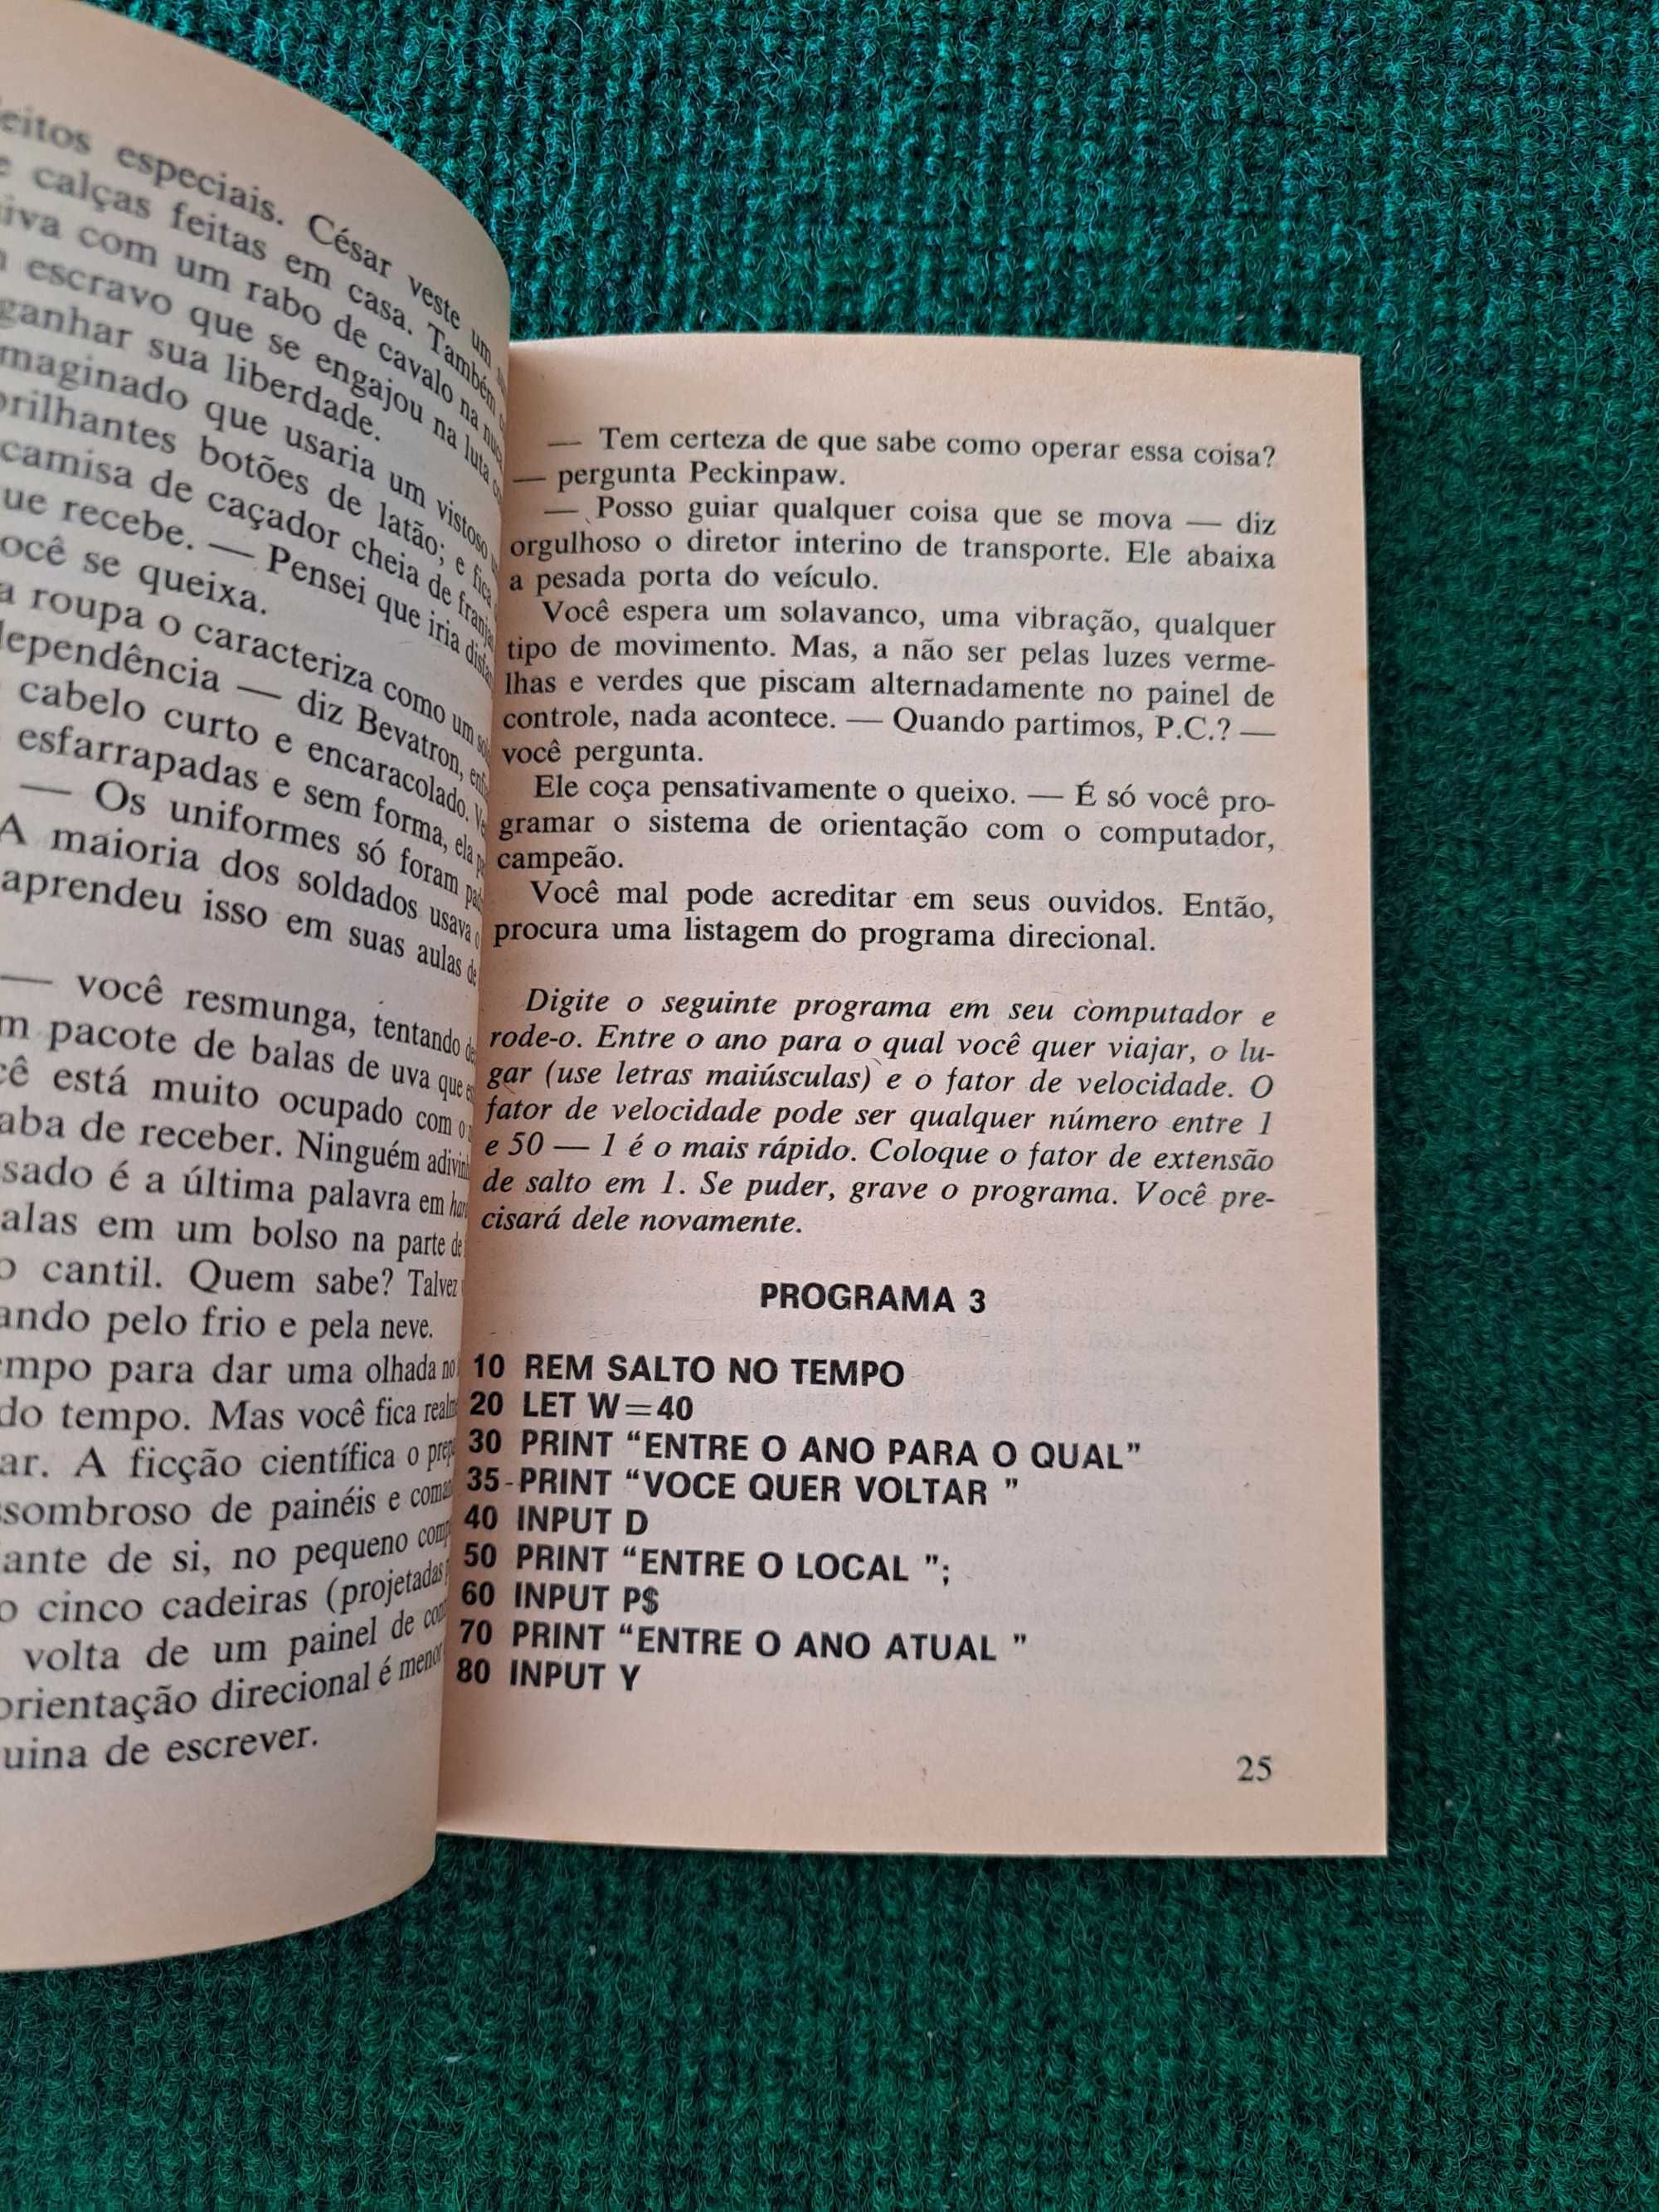 eitos especiais. César veste um
e calças feitas em casa. Também
iva com um rabo de cavalo na nuca
escravo que se engajou na luta
ganhar sua liberdade.
maginado que usaria um vistoso
brilhantes botões de latão; e fica
camisa de caçador cheia de franjas
ue recebe. — Pensei que iria
ocê se queixa.
a roupa o caracteriza como um
dependência — diz Bevatron,
cabelo curto e encaracolado.
esfarrapadas e sem forma, ela
— Os uniformes só foram
A maioria dos soldados usava
aprendeu isso em suas aulas de
— você resmunga, tentando
m pacote de balas de uva que
cê está muito ocupado com o
aba de receber. Ninguém
sado é a última palavra em
alas em um bolso na parte de
o cantil. Quem sabe? Talvez
ando pelo frio e pela neve.
empo para dar uma olhada no
do tempo. Mas você fica
ar. A ficção científica o
ssombroso de painéis e
ante de si, no pequeno
o cinco cadeiras (projetadas
volta de um painel de
orientação direcional é menor
uina de escrever.
— Tem certeza de que sabe como operar essa coisa?
— pergunta Peckinpaw.
— Posso guiar qualquer coisa que se mova — diz
orgulhoso o diretor interino de transporte. Ele abaixa
a pesada porta do veículo.
Você espera um solavanco, uma vibração, qualquer
tipo de movimento. Mas, a não ser pelas luzes verme-
lhas e verdes que piscam alternadamente no painel de
controle, nada acontece. — Quando partimos, P.C.? —
você pergunta.
Ele coça pensativamente o queixo. — É só você pro-
gramar o sistema de orientação com o computador,
campeão.
Você mal pode acreditar em seus ouvidos. Então,
procura uma listagem do programa direcional.
Digite o seguinte programa em seu computador e
rode-o. Entre o ano para o qual você quer viajar, o lu-
gar (use letras maiúsculas) e o fator de velocidade. O
fator de velocidade pode ser qualquer número entre 1
e 50 — 1 é o mais rápido. Coloque o fator de extensão
de salto em 1. Se puder, grave o programa. Você pre-
cisará dele novamente.
PROGRAMA 3
10 REM SALTO NO TEMPO
20 LET W=40
30 PRINT “ENTRE O ANO PARA O QUAL”
35-PRINT “VOCE QUER VOLTAR ”
40 INPUT D
50 PRINT “ENTRE O LOCAL ”;
60 INPUT P$
70 PRINT “ENTRE O ANO ATUAL ”
80 INPUT Y
25